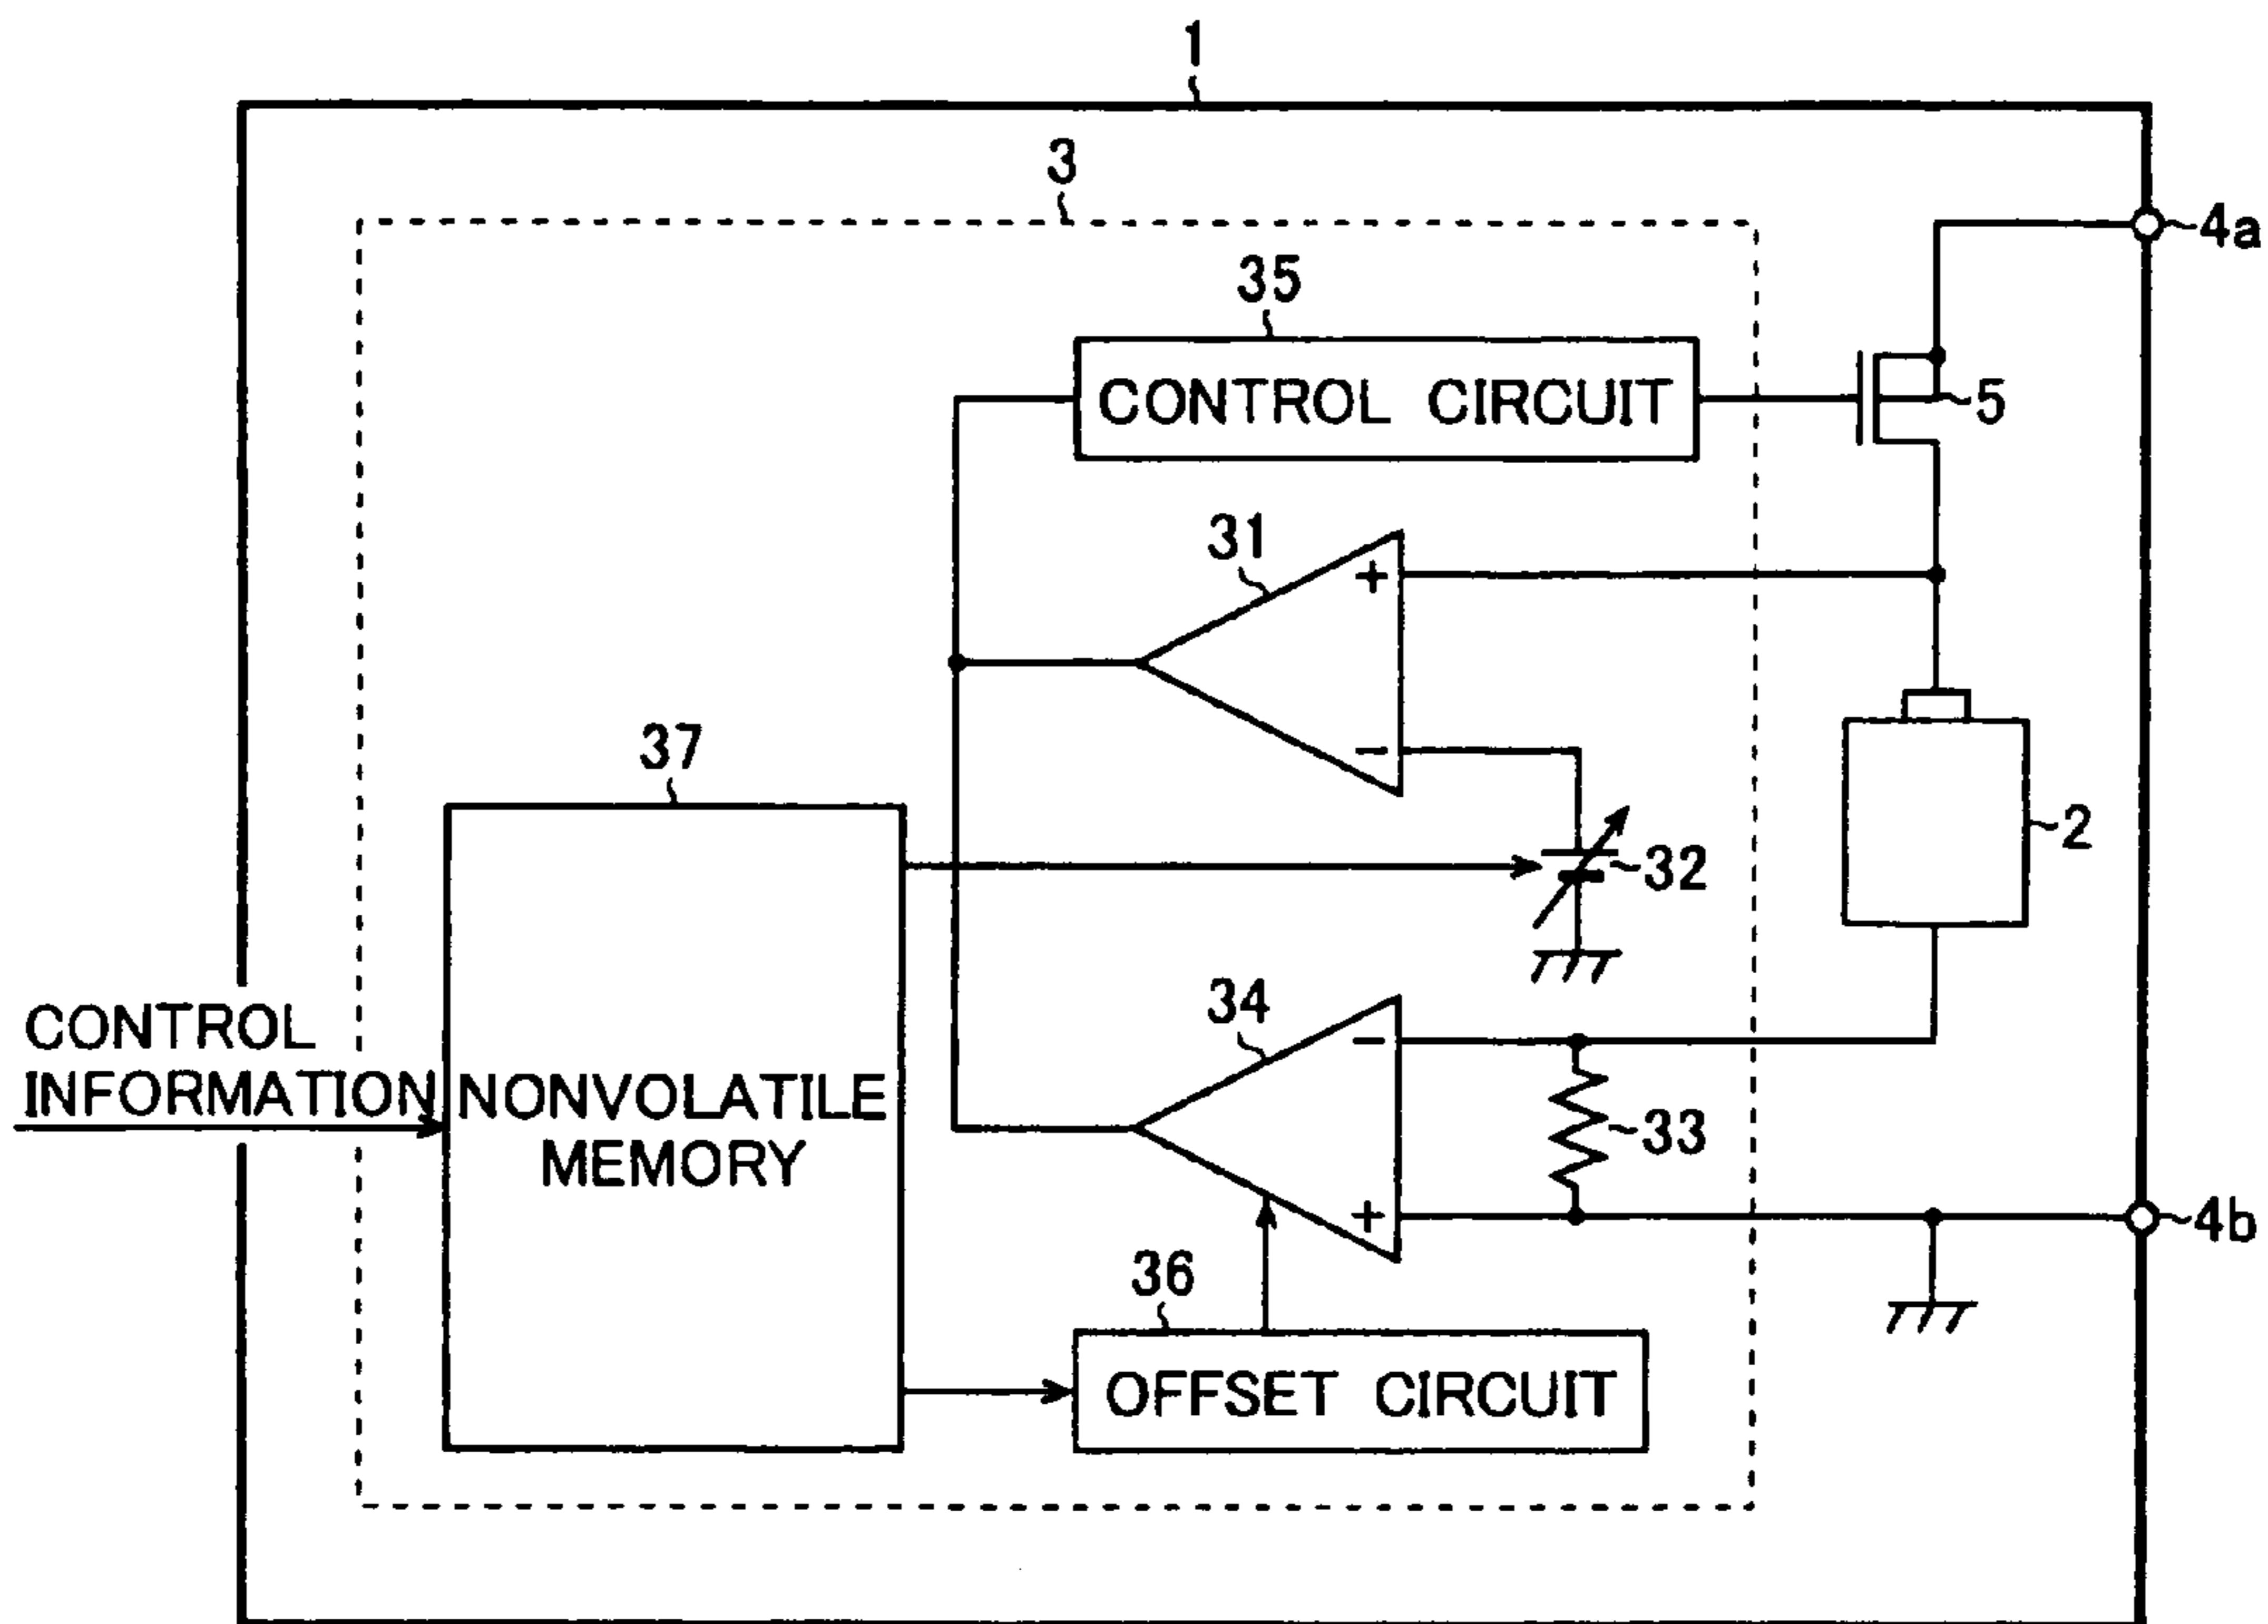 1
3
4a
35
CONTROL CIRCUIT
5
31
+
−
37
32
2
34
CONTROL
INFORMATION
NONVOLATILE
MEMORY
−
33
+
4b
36
OFFSET CIRCUIT